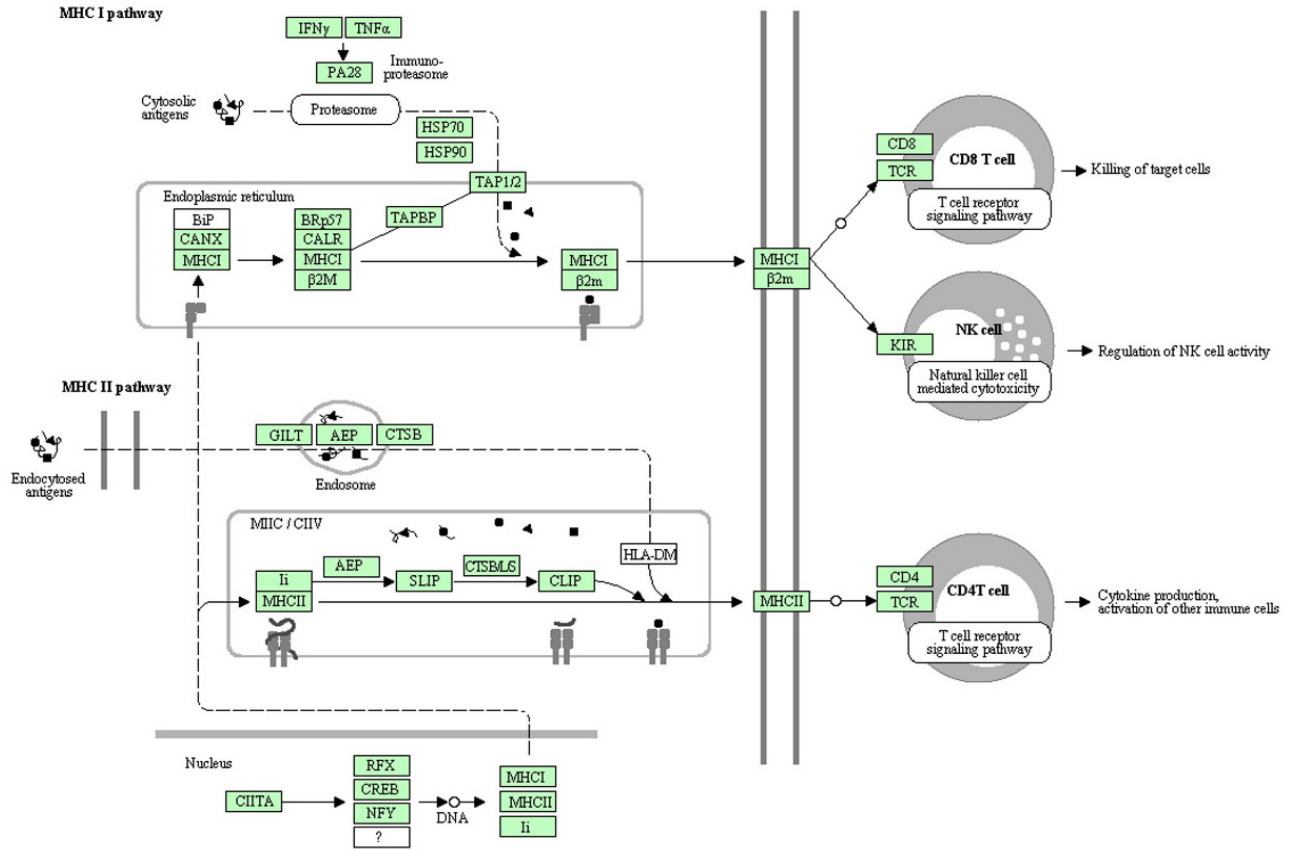 MHC I pathway
IFNγ
TNFα
PA28
Immuno-
proteasome
Cytosolic
antigens
Proteasome
HSP70
HSP90
TAP1/2
Endoplasmic reticulum
BiP
CANX
MHCI
BRp57
CALR
MHCI
β2M
TAPBP
MHCI
β2m
MHCI
β2m
CD8
TCR
CD8 T cell
T cell receptor
signaling pathway
Killing of target cells
KIR
NK cell
Natural killer cell
mediated cytotoxicity
Regulation of NK cell activity
MHC II pathway
Endocytosed
antigens
GILT
AEP
CTSB
Endosome
MIIC / CIIV
Ii
MHCII
AEP
SLIP
CTSB/L/S
CLIP
HLA-DM
MHCII
CD4
TCR
CD4T cell
T cell receptor
signaling pathway
Cytokine production,
activation of other immune cells
Nucleus
CIITA
RFX
CREB
NFY
?
DNA
MHCI
MHCII
Ii